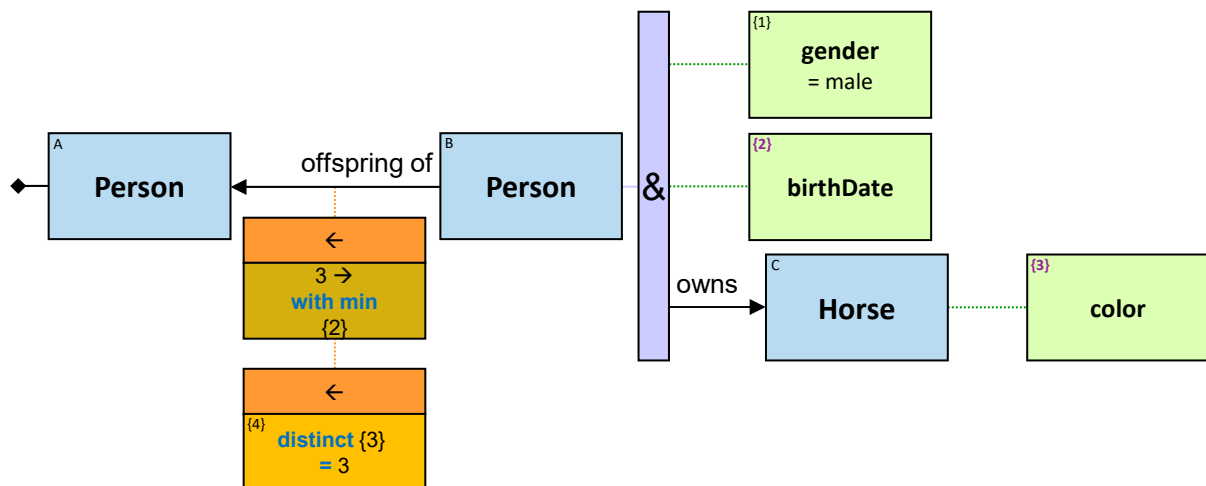 A
Person
offspring of
←
3 →
with min
{2}
←
{4}
distinct {3}
= 3
B
Person
&
{1}
gender
= male
{2}
birthDate
owns
C
Horse
{3}
color